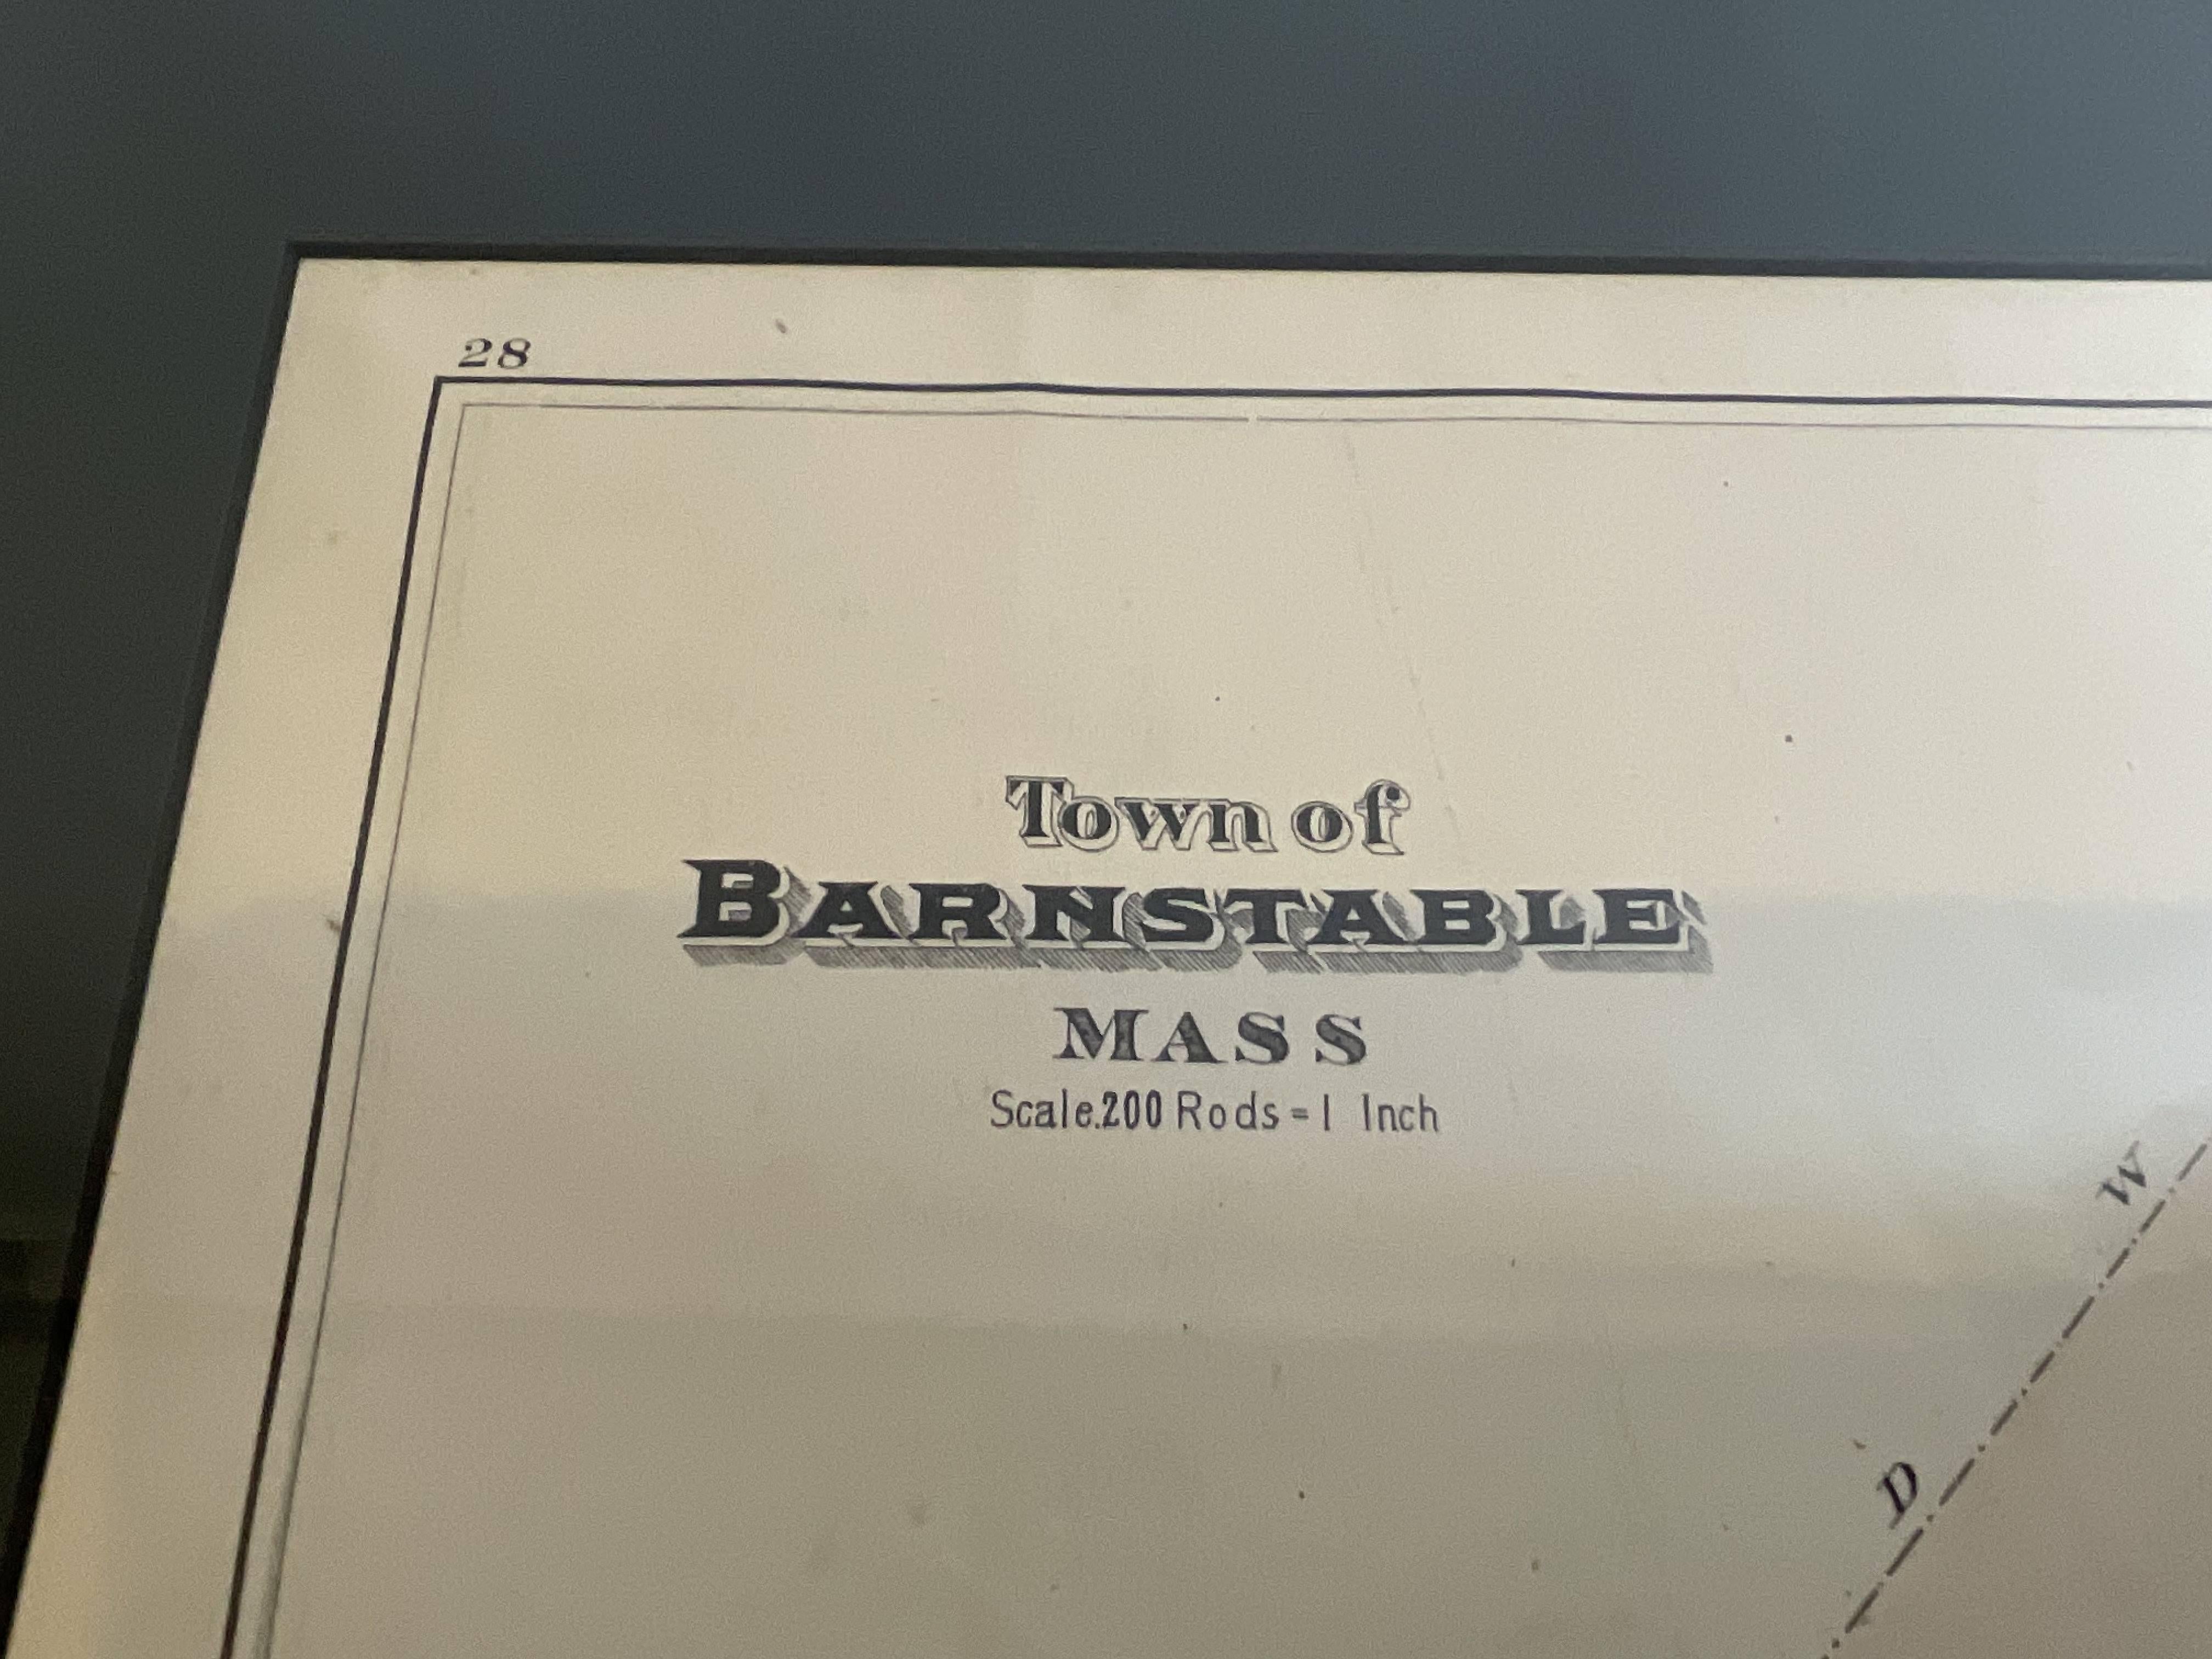 28
Town of
BARNSTABLE
MASS
Scale.200 Rods = 1 Inch
W
D